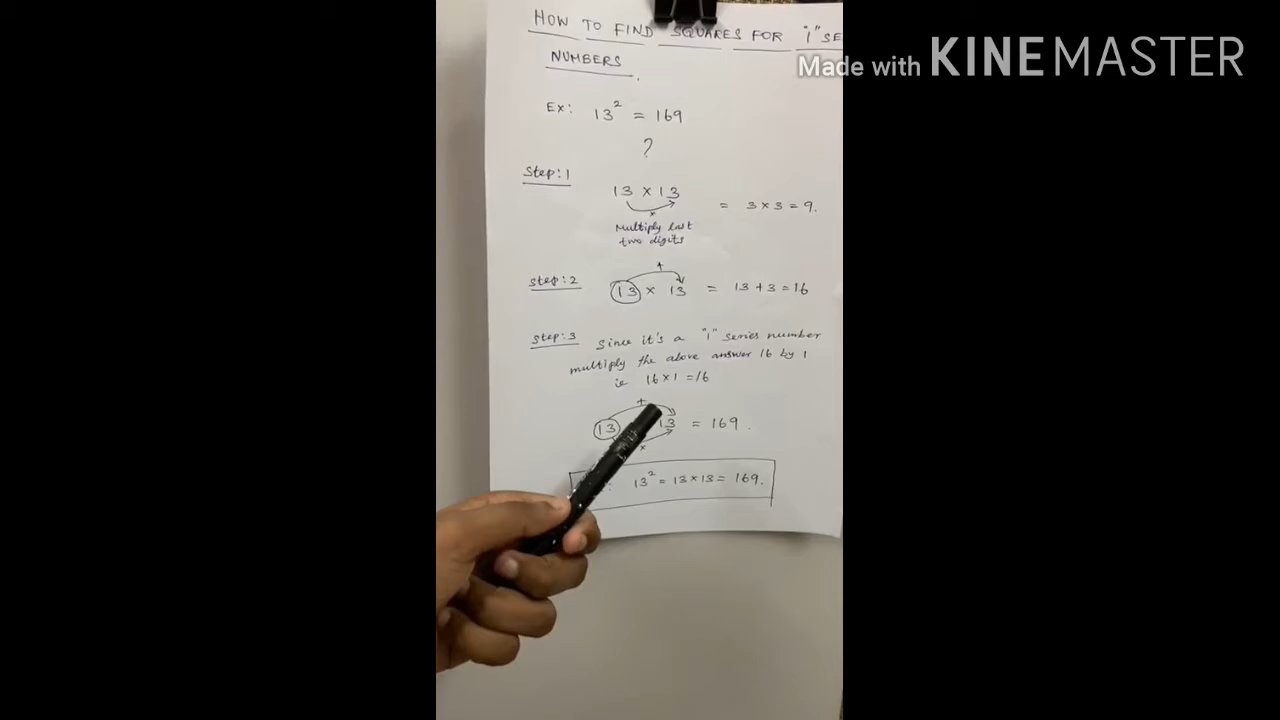 HOW TO FIND SQUARES FOR "1" SE
Made with KINEMASTER
NUMBERS.
Ex: 13² = 169
?
Step:1
13 × 13 = 3 × 3 = 9.
×
Multiply last
two digits
+
Step:2 13 × 13 = 13 + 3 = 16
Step:3 Since it's a "1" series number
multiply the above answer 16 by 1
ie 16 × 1 = 16
+
13 13 = 169.
×
: 13² = 13 × 13 = 169.